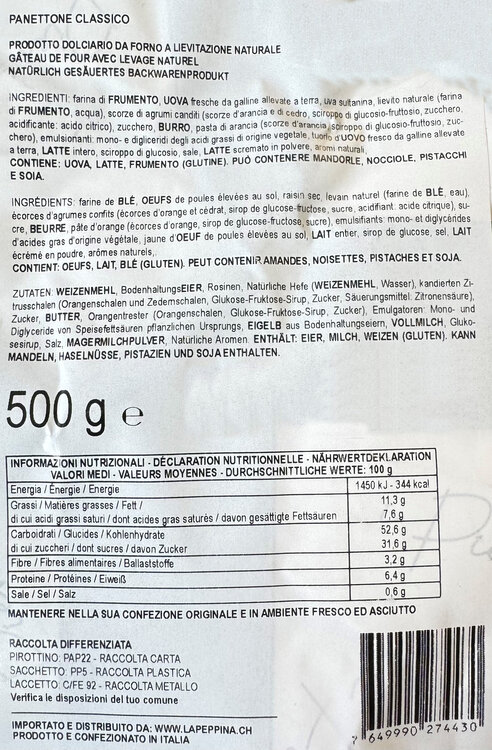 PANETTONE CLASSICO
PRODOTTO DOLCIARIO DA FORNO A LIEVITAZIONE NATURALE
GÂTEAU DE FOUR AVEC LEVAGE NATUREL
NATÜRLICH GESÄUERTES BACKWARENPRODUKT
INGREDIENTI: farina di FRUMENTO, UOVA fresche da galline allevate a terra, uva sultanina, lievito naturale (farina
di FRUMENTO, acqua), scorze di agrumi canditi (scorze d'arancia e di cedro, sciroppo di glucosio-fruttosio, zucchero,
acidificante: acido citrico), zucchero, BURRO, pasta di arancia (scorze d'arancia, sciroppo di glucosio-fruttosio, zuc-
chero), emulsionanti: mono- e digliceridi degli acidi grassi di origine vegetale, tuorlo d'UOVO fresco da galline allevate
a terra, LATTE intero, sciroppo di glucosio, sale, LATTE scremato in polvere, aromi naturali.
CONTIENE: UOVA, LATTE, FRUMENTO (GLUTINE). PUÒ CONTENERE MANDORLE, NOCCIOLE, PISTACCHI
E SOIA.
INGRÉDIENTS: farine de BLÉ, OEUFS de poules élevées au sol, raisin sec, levain naturel (farine de BLÉ, eau),
écorces d'agrumes confits (écorces d'orange et cédrat, sirop de glucose-fructose, sucre, acidifiant: acide citrique), su-
cre, BEURRE, pâte d'orange (écorces d'orange, sirop de glucose-fructose, sucre), emulsifiants: mono- et diglycérides
d'acides gras d'origine végétale, jaune d'OEUF de poules élevées au sol, LAIT entier, sirop de glucose, sel, LAIT
écrémé en poudre, arômes naturels.
CONTIENT: OEUFS, LAIT, BLÉ (GLUTEN). PEUT CONTENIR AMANDES, NOISETTES, PISTACHES ET SOJA.
ZUTATEN: WEIZENMEHL, BodenhaltungsEIER, Rosinen, Natürliche Hefe (WEIZENMEHL, Wasser), kandierten Zi-
trusschalen (Orangenschalen und Zedernschalen, Glukose-Fruktose-Sirup, Zucker, Säuerungsmittel: Zitronensäure),
Zucker, BUTTER, Orangentrester (Orangenschalen, Glukose-Fruktose-Sirup, Zucker), Emulgatoren: Mono- und
Diglyceride von Speisefettsäuren pflanzlichen Ursprungs, EIGELB aus Bodenhaltungseiern, VOLLMILCH, Gluko-
sesirup, Salz, MAGERMILCHPULVER, Natürliche Aromen. ENTHÄLT: EIER, MILCH, WEIZEN (GLUTEN). KANN
MANDELN, HASELNÜSSE, PISTAZIEN UND SOJA ENTHALTEN.
500 g e
INFORMAZIONI NUTRIZIONALI - DÉCLARATION NUTRITIONNELLE - NÄHRWERTDEKLARATION
VALORI MEDI - VALEURS MOYENNES - DURCHSCHNITTLICHE WERTE: 100 g
Energia / Énergie / Energie 1450 kJ - 344 kcal
Grassi / Matières grasses / Fett / 11,3 g
di cui acidi grassi saturi / dont acides gras saturés / davon gesättigte Fettsäuren 7,6 g
Carboidrati / Glucides / Kohlenhydrate 52,6 g
di cui zuccheri / dont sucres / davon Zucker 31,6 g
Fibre / Fibres alimentaires / Ballaststoffe 3,2 g
Proteine / Protéines / Eiweiß 6,4 g
Sale / Sel / Salz 0,6 g
MANTENERE NELLA SUA CONFEZIONE ORIGINALE E IN AMBIENTE FRESCO ED ASCIUTTO
RACCOLTA DIFFERENZIATA
PIROTTINO: PAP22 - RACCOLTA CARTA
SACCHETTO: PP5 - RACCOLTA PLASTICA
LACCETTO: C/FE 92 - RACCOLTA METALLO
Verifica le disposizioni del tuo comune
IMPORTATO E DISTRIBUITO DA: WWW.LAPEPPINA.COM
PRODOTTO E CONFEZIONATO IN ITALIA
7 649990 274430